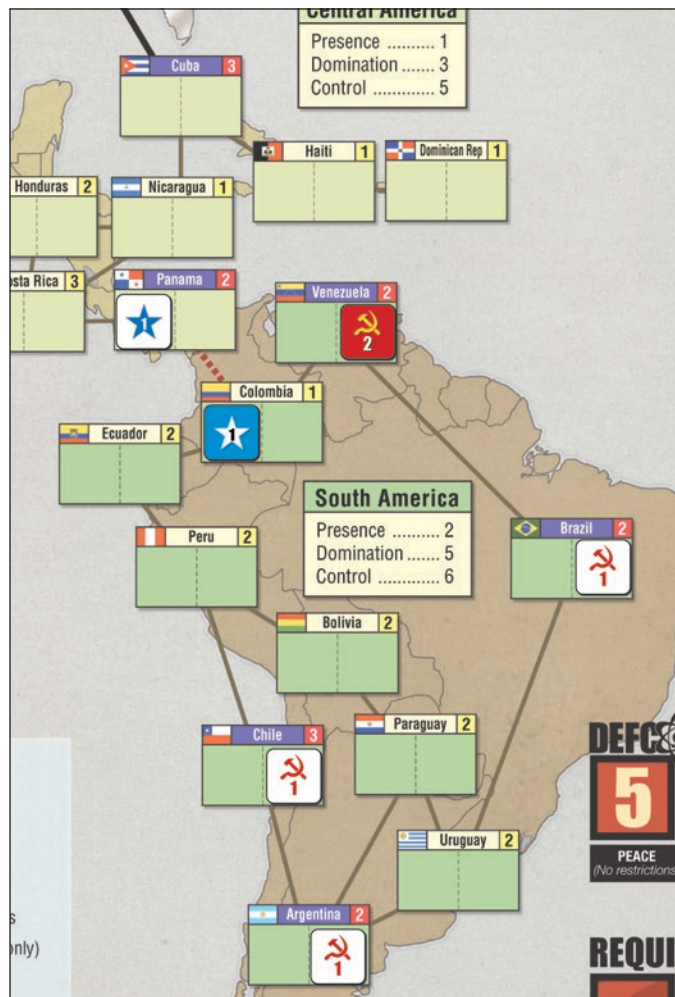 Central America
Presence .......... 1
Domination ..... 3
Control ............. 5
Cuba 3
Haiti 1
Dominican Rep 1
Honduras 2
Nicaragua 1
osta Rica 3
Panama 2
1
Venezuela 2
2
Colombia 1
1
Ecuador 2
South America
Presence .......... 2
Domination ....... 5
Control ............. 6
Peru 2
Brazil 2
1
Bolivia 2
Chile 3
1
Paraguay 2
DEFC
5
PEACE
(No restrictions
Uruguay 2
Argentina 2
1
s
only)
REQUI